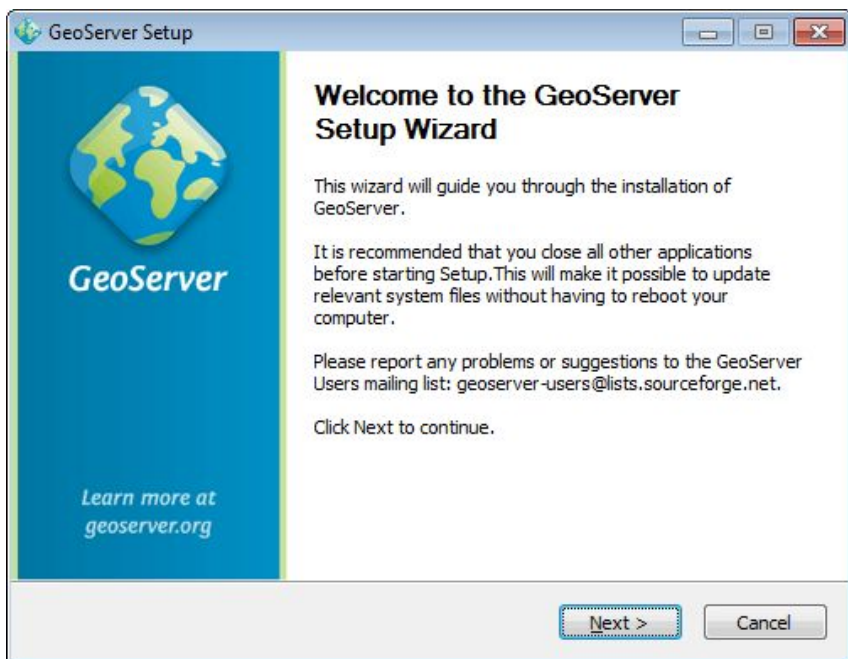 GeoServer Setup
GeoServer
Learn more at
geoserver.org
Welcome to the GeoServer
Setup Wizard
This wizard will guide you through the installation of
GeoServer.
It is recommended that you close all other applications
before starting Setup.This will make it possible to update
relevant system files without having to reboot your
computer.
Please report any problems or suggestions to the GeoServer
Users mailing list: geoserver-users@lists.sourceforge.net.
Click Next to continue.
Next >
Cancel